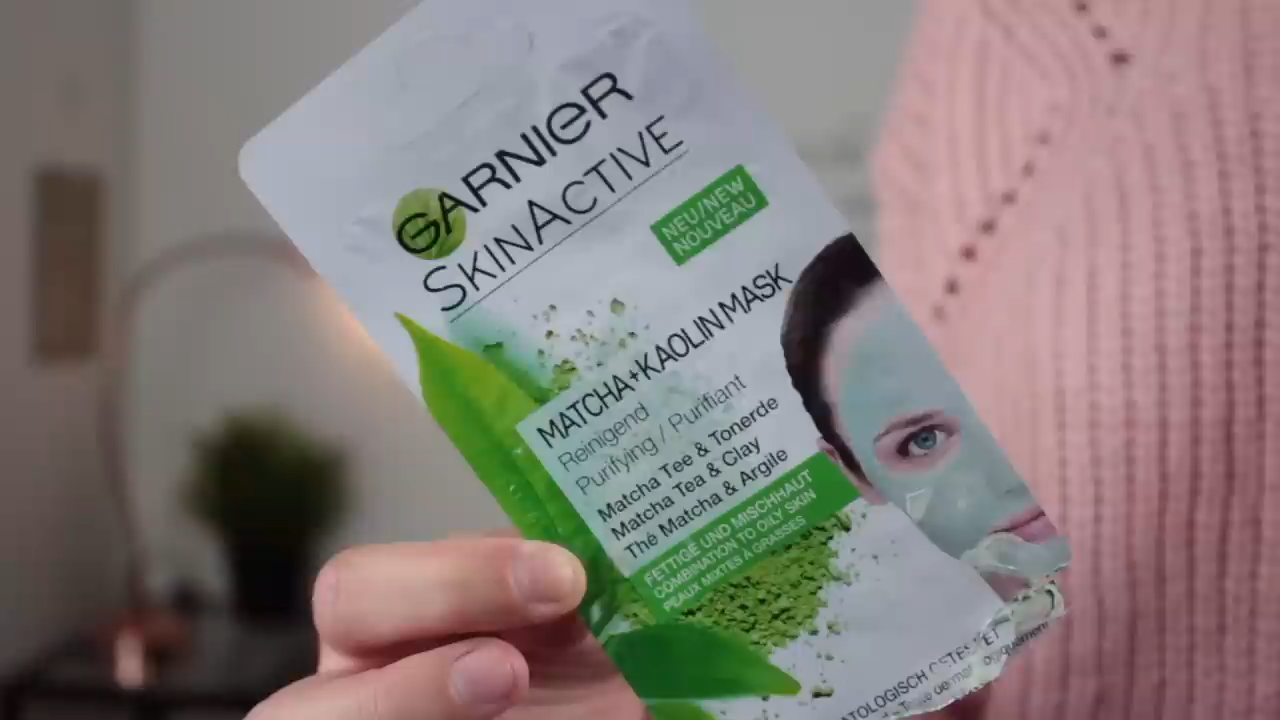 GARNIER
SKINACTIVE
NEU/NEW
NOUVEAU
MATCHA+KAOLIN MASK
Reinigend
Purifying / Purifiant
Matcha Tee & Tonerde
Matcha Tea & Clay
Thé Matcha & Argile
FETTIGE UND MISCHHAUT
COMBINATION TO OILY SKIN
PEAUX MIXTES À GRASSES